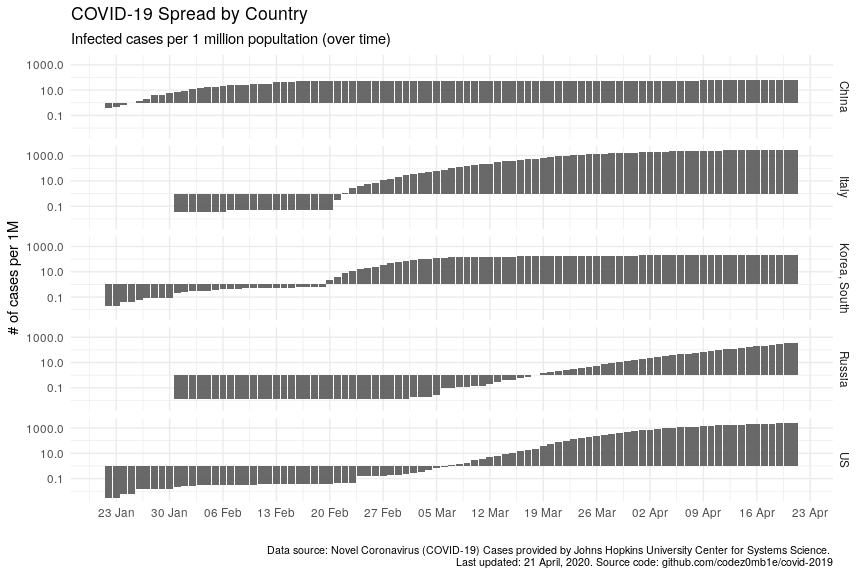 COVID-19 Spread by Country
Infected cases per 1 million popultation (over time)
# of cases per 1M
1000.0
10.0
0.1
China
1000.0
10.0
0.1
Italy
1000.0
10.0
0.1
Korea, South
1000.0
10.0
0.1
Russia
1000.0
10.0
0.1
US
23 Jan 30 Jan 06 Feb 13 Feb 20 Feb 27 Feb 05 Mar 12 Mar 19 Mar 26 Mar 02 Apr 09 Apr 16 Apr 23 Apr
Data source: Novel Coronavirus (COVID-19) Cases provided by Johns Hopkins University Center for Systems Science.
Last updated: 21 April, 2020. Source code: github.com/codez0mb1e/covid-2019